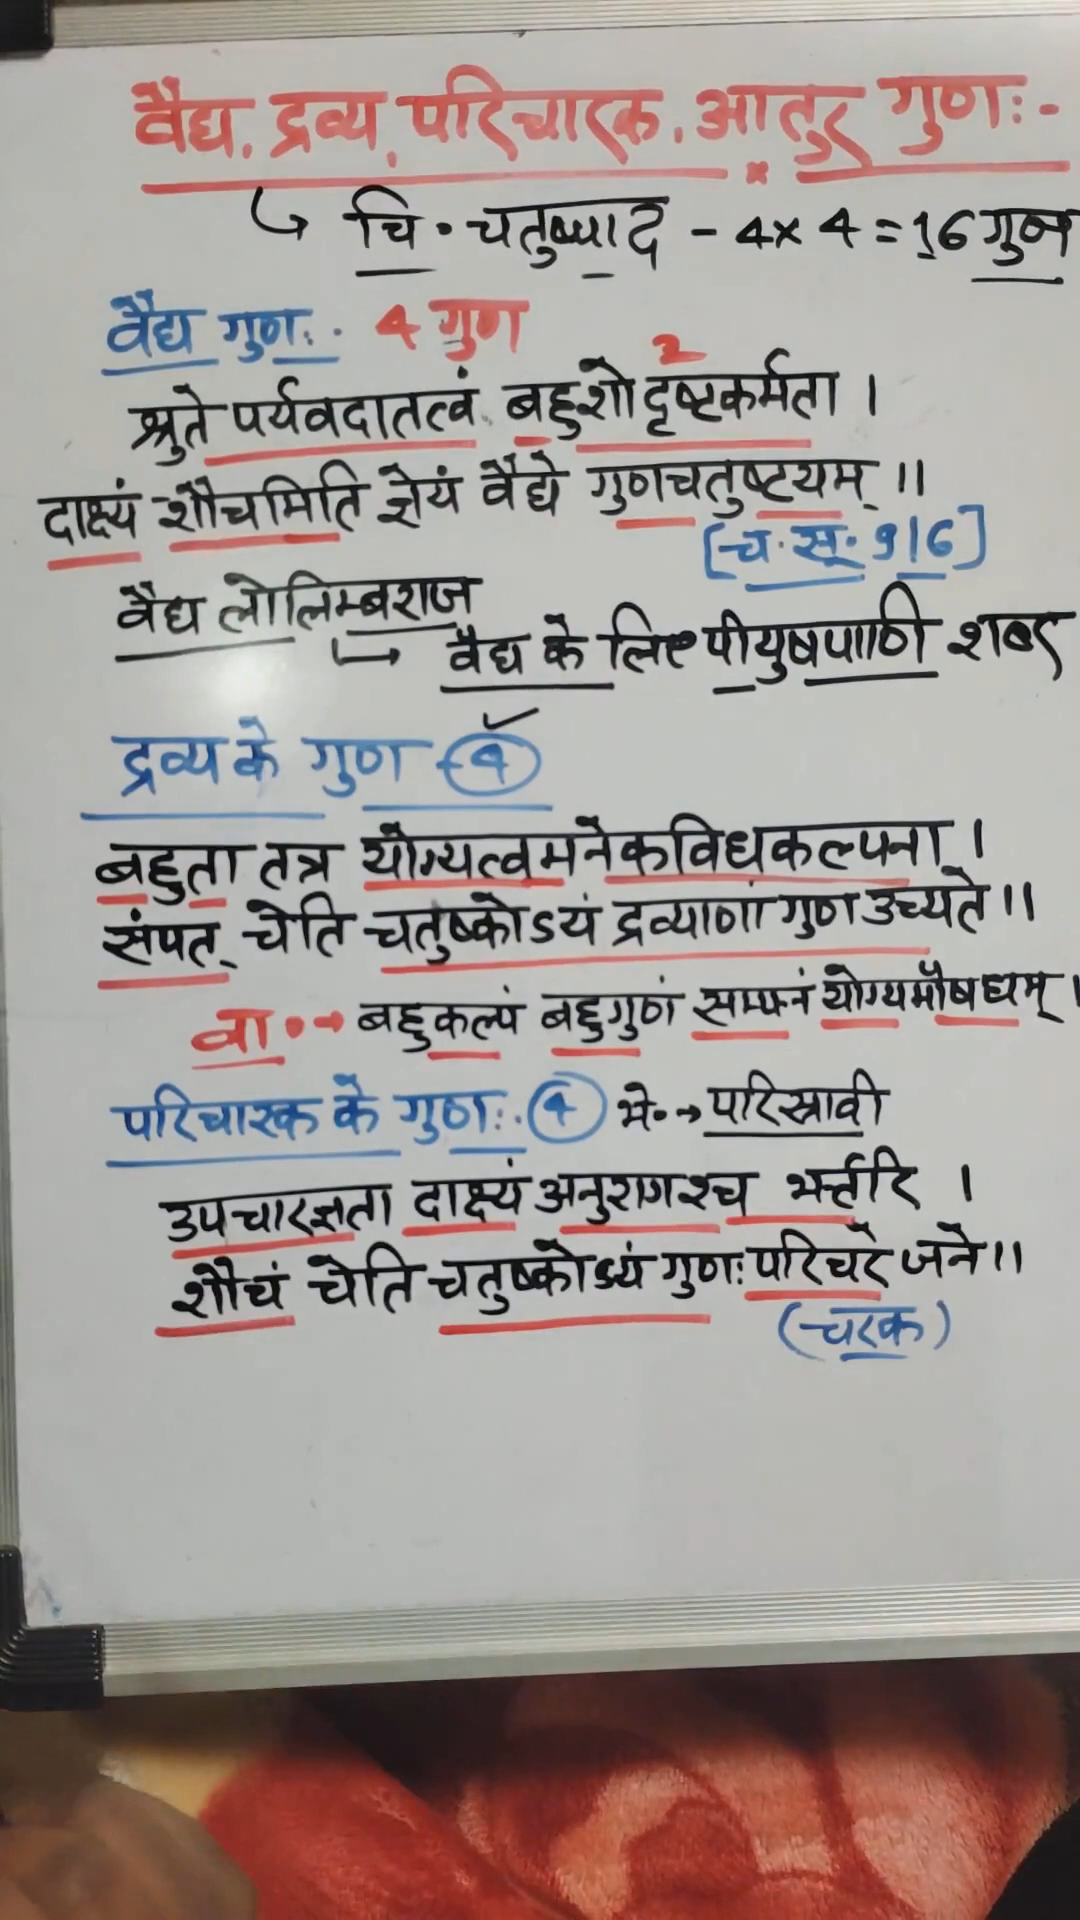 वैद्य, द्रव्य, परिचारक, आतुर गुणः-
↳ चि॰ चतुष्पाद - 4x4=16 गुण
वैद्य गुणः· 4 गुण
2
श्रुते पर्यवदातत्वं बहुशो दृष्टकर्मता ।
दाक्ष्यं शौचमिति ज्ञेयं वैद्ये गुणचतुष्टयम् ॥
[च॰ सू॰ 9/6]
वैद्य लोलिम्बराज
↳ वैद्य के लिए पीयुषपाणी शब्द
द्रव्य के गुण - 4
बहुता तत्र योग्यत्वमनेकविधकल्पना ।
संपत् चेति चतुष्कोऽयं द्रव्याणां गुण उच्यते ॥
वा॰ → बहुकल्पं बहुगुणं सम्पन्नं योग्यमौषधम् ।
परिचारक के गुणः· 4 भे॰→ परिस्रावी
उपचारज्ञता दाक्ष्यं अनुरागश्च भर्त्तरि ।
शौचं चेति चतुष्कोऽयं गुणः परिचरे जने ॥
(चरक)